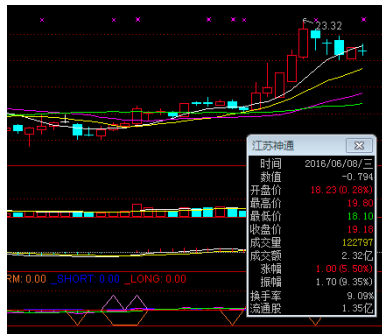 23.32
江苏神通
时间 2016/06/08/三
数值 -0.794
开盘价 18.23(0.28%)
最高价 19.80
最低价 18.10
收盘价 19.18
成交量 122797
成交额 2.32亿
涨幅 1.00(5.50%)
振幅 1.70(9.35%)
换手率 9.09%
流通股 1.35亿
RM: 0.00 _SHORT: 0.00 _LONG: 0.00